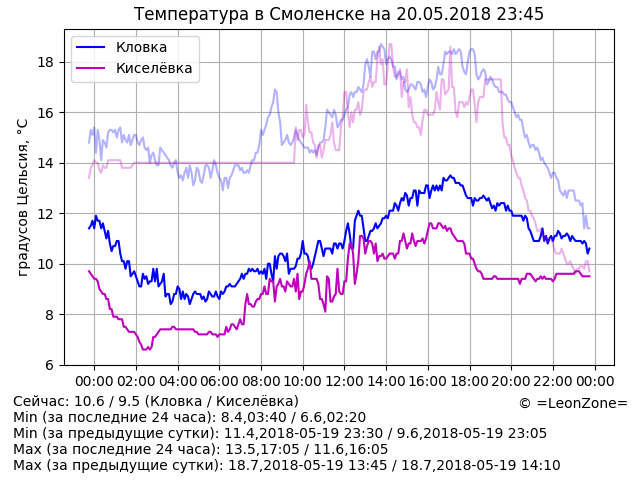 Температура в Смоленске на 20.05.2018 23:45
Кловка
Киселёвка
градусов Цельсия, °C
18
16
14
12
10
8
6
00:00 02:00 04:00 06:00 08:00 10:00 12:00 14:00 16:00 18:00 20:00 22:00 00:00
Сейчас: 10.6 / 9.5 (Кловка / Киселёвка)
© =LeonZone=
Min (за последние 24 часа): 8.4,03:40 / 6.6,02:20
Min (за предыдущие сутки): 11.4,2018-05-19 23:30 / 9.6,2018-05-19 23:05
Max (за последние 24 часа): 13.5,17:05 / 11.6,16:05
Max (за предыдущие сутки): 18.7,2018-05-19 13:45 / 18.7,2018-05-19 14:10